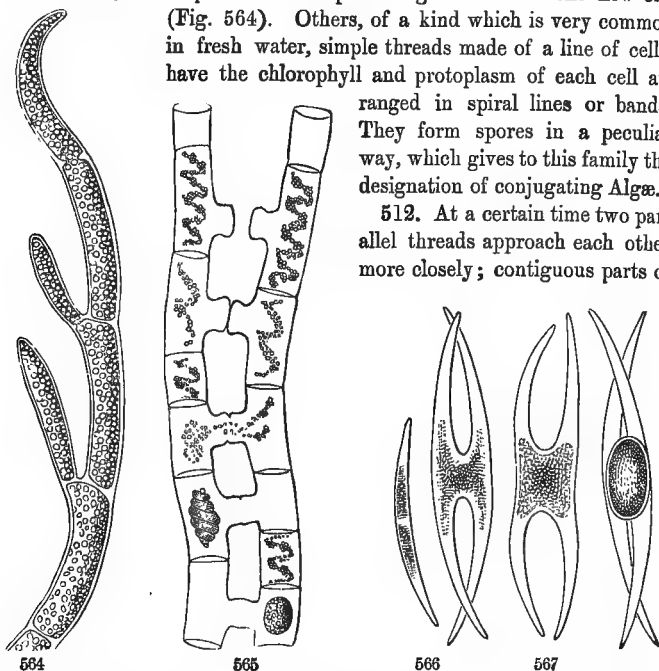 (Fig. 564). Others, of a kind which is very commo
in fresh water, simple threads made of a line of cell
have the chlorophyll and protoplasm of each cell a
ranged in spiral lines or band
They form spores in a peculia
way, which gives to this family th
designation of conjugating Algæ.
512. At a certain time two par
allel threads approach each othe
more closely; contiguous parts o
564
565
566
567